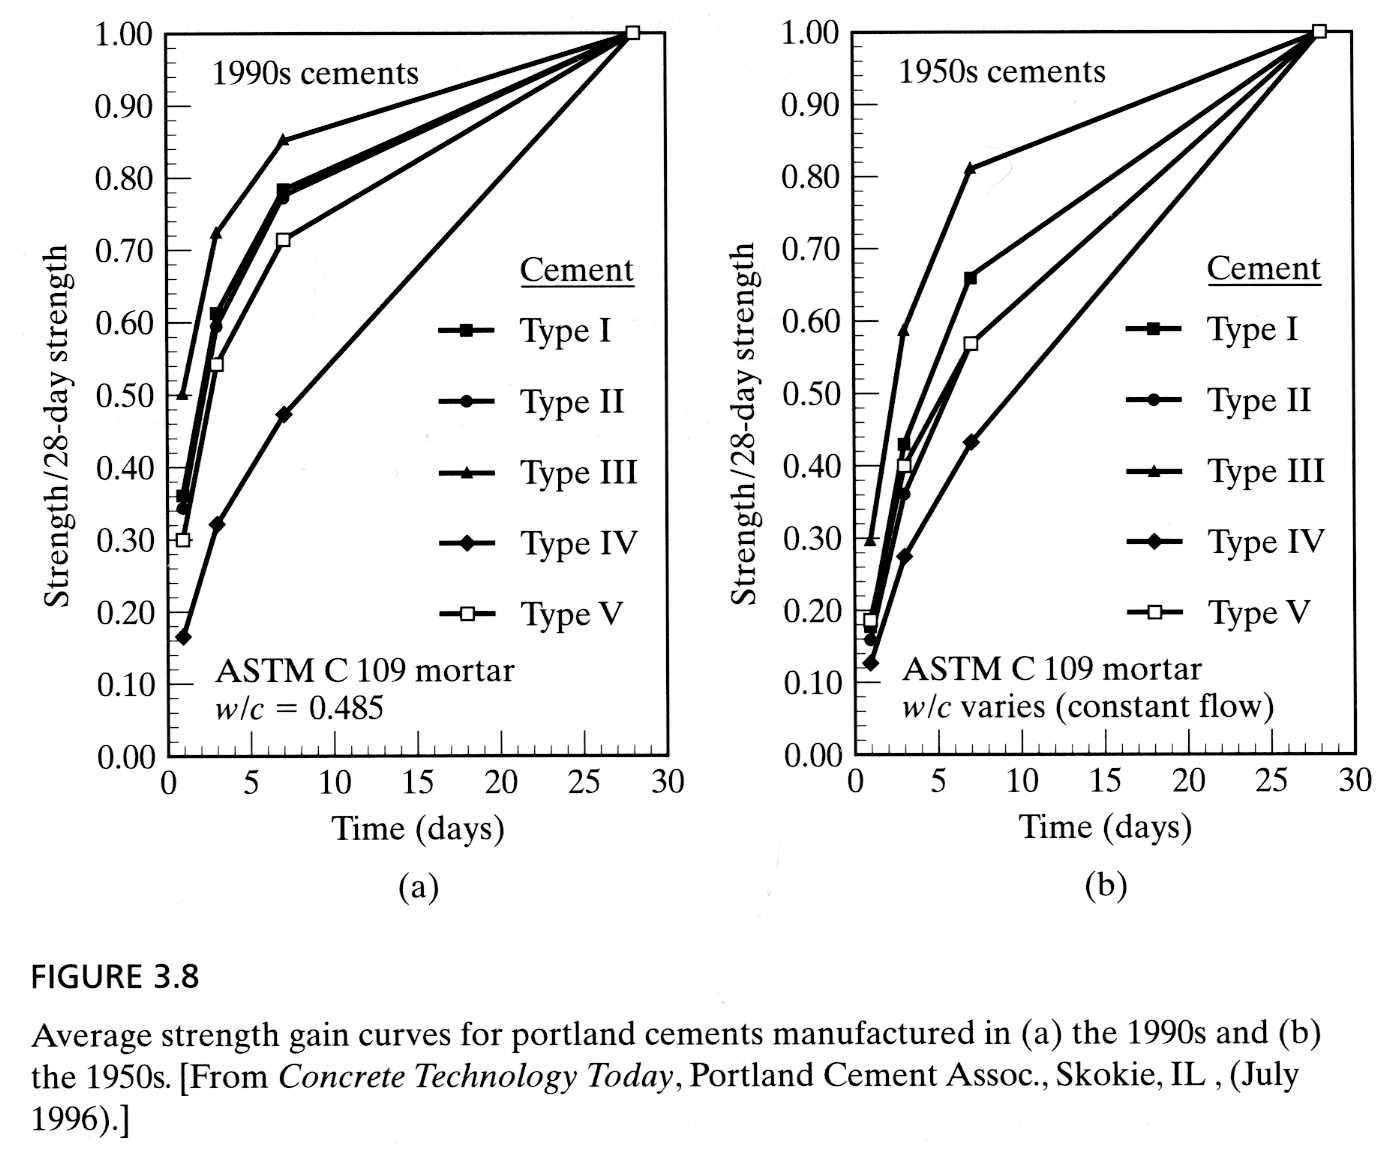 1990s cements
1.00
0.90
0.80
0.70
0.60
0.50
0.40
0.30
0.20
0.10
0.00
Strength/28-day strength
Cement
Type I
Type II
Type III
Type IV
Type V
ASTM C 109 mortar
w/c = 0.485
0 5 10 15 20 25 30
Time (days)
(a)
1950s cements
1.00
0.90
0.80
0.70
0.60
0.50
0.40
0.30
0.20
0.10
0.00
Strength/28-day strength
Cement
Type I
Type II
Type III
Type IV
Type V
ASTM C 109 mortar
w/c varies (constant flow)
0 5 10 15 20 25 30
Time (days)
(b)
FIGURE 3.8
Average strength gain curves for portland cements manufactured in (a) the 1990s and (b)
the 1950s. [From Concrete Technology Today, Portland Cement Assoc., Skokie, IL , (July
1996).]